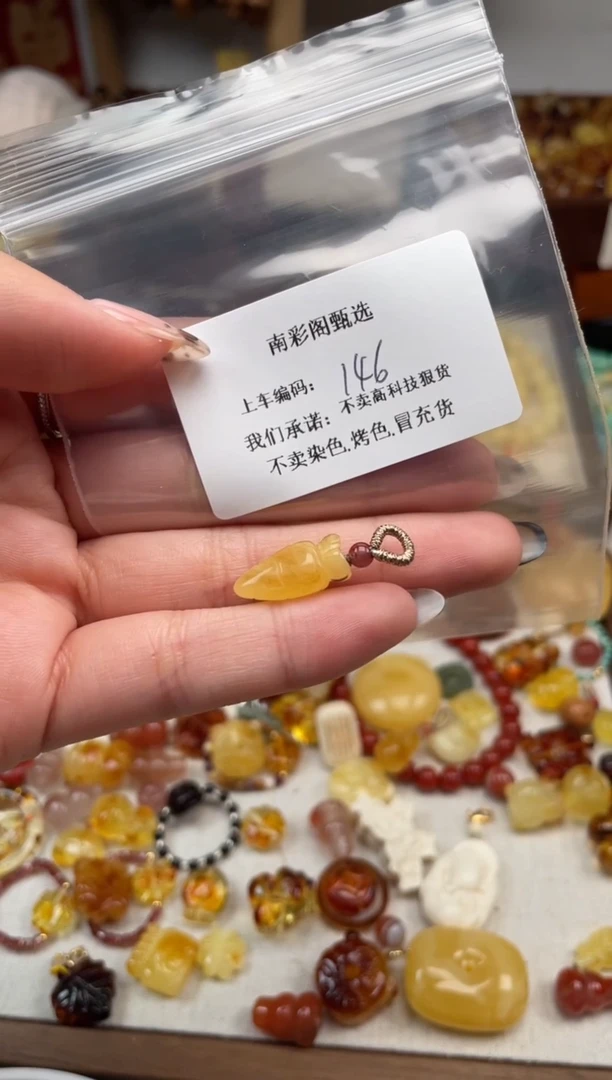 南彩阁甄选
上车编码：146
我们承诺：不卖高科技狠货
不卖染色.烤色.冒充货